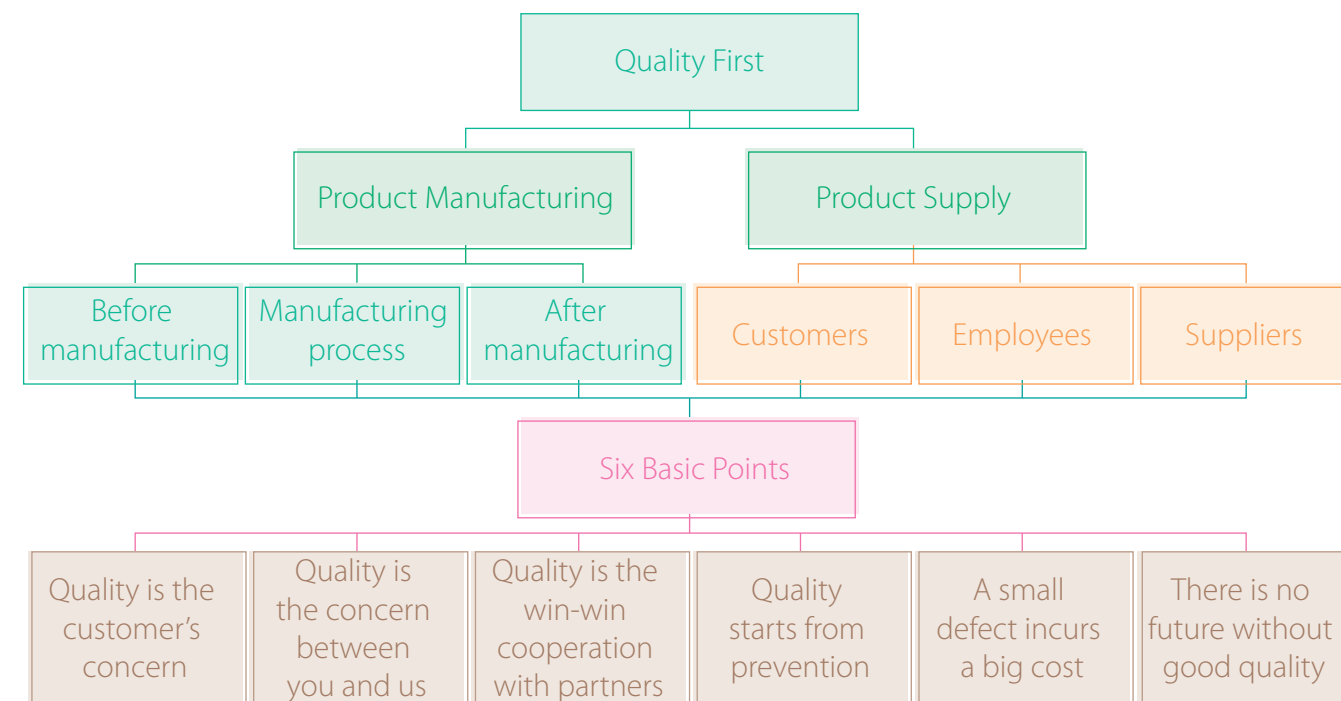 Quality First
Product Manufacturing
Product Supply
Before
manufacturing
Manufacturing
process
After
manufacturing
Customers
Employees
Suppliers
Six Basic Points
Quality is the
customer’s
concern
Quality is
the concern
between
you and us
Quality is the
win-win
cooperation
with partners
Quality
starts from
prevention
A small
defect incurs
a big cost
There is no
future without
good quality